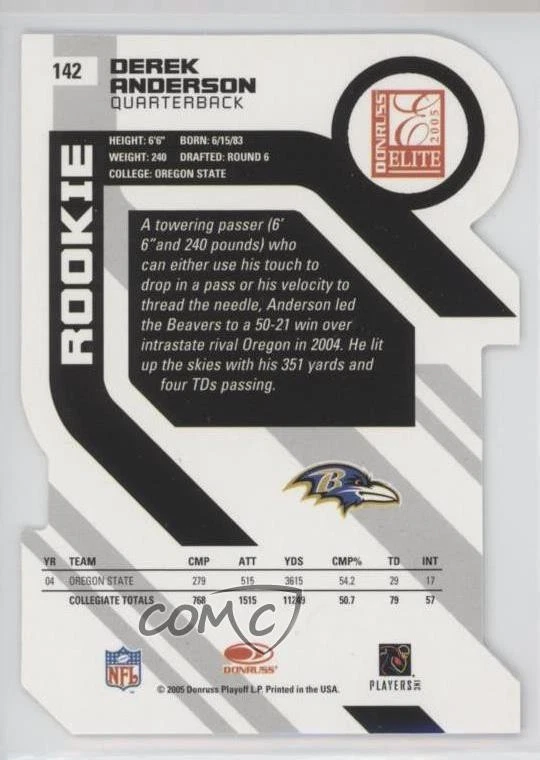 142
DEREK
ANDERSON
QUARTERBACK
DONRUSS
E
2005
ELITE
HEIGHT: 6'6" BORN: 6/15/83
WEIGHT: 240 DRAFTED: ROUND 6
COLLEGE: OREGON STATE
ROOKIE
A towering passer (6'
6"and 240 pounds) who
can either use his touch to
drop in a pass or his velocity to
thread the needle, Anderson led
the Beavers to a 50-21 win over
intrastate rival Oregon in 2004. He lit
up the skies with his 351 yards and
four TDs passing.
B
YR TEAM CMP ATT YDS CMP% TD INT
04 OREGON STATE 279 515 3615 54.2 29 17
COLLEGIATE TOTALS 768 1515 11249 50.7 79 57
COMC
NFL
DONRUSS
PLAYERS INC
© 2005 Donruss Playoff L.P. Printed in the USA.